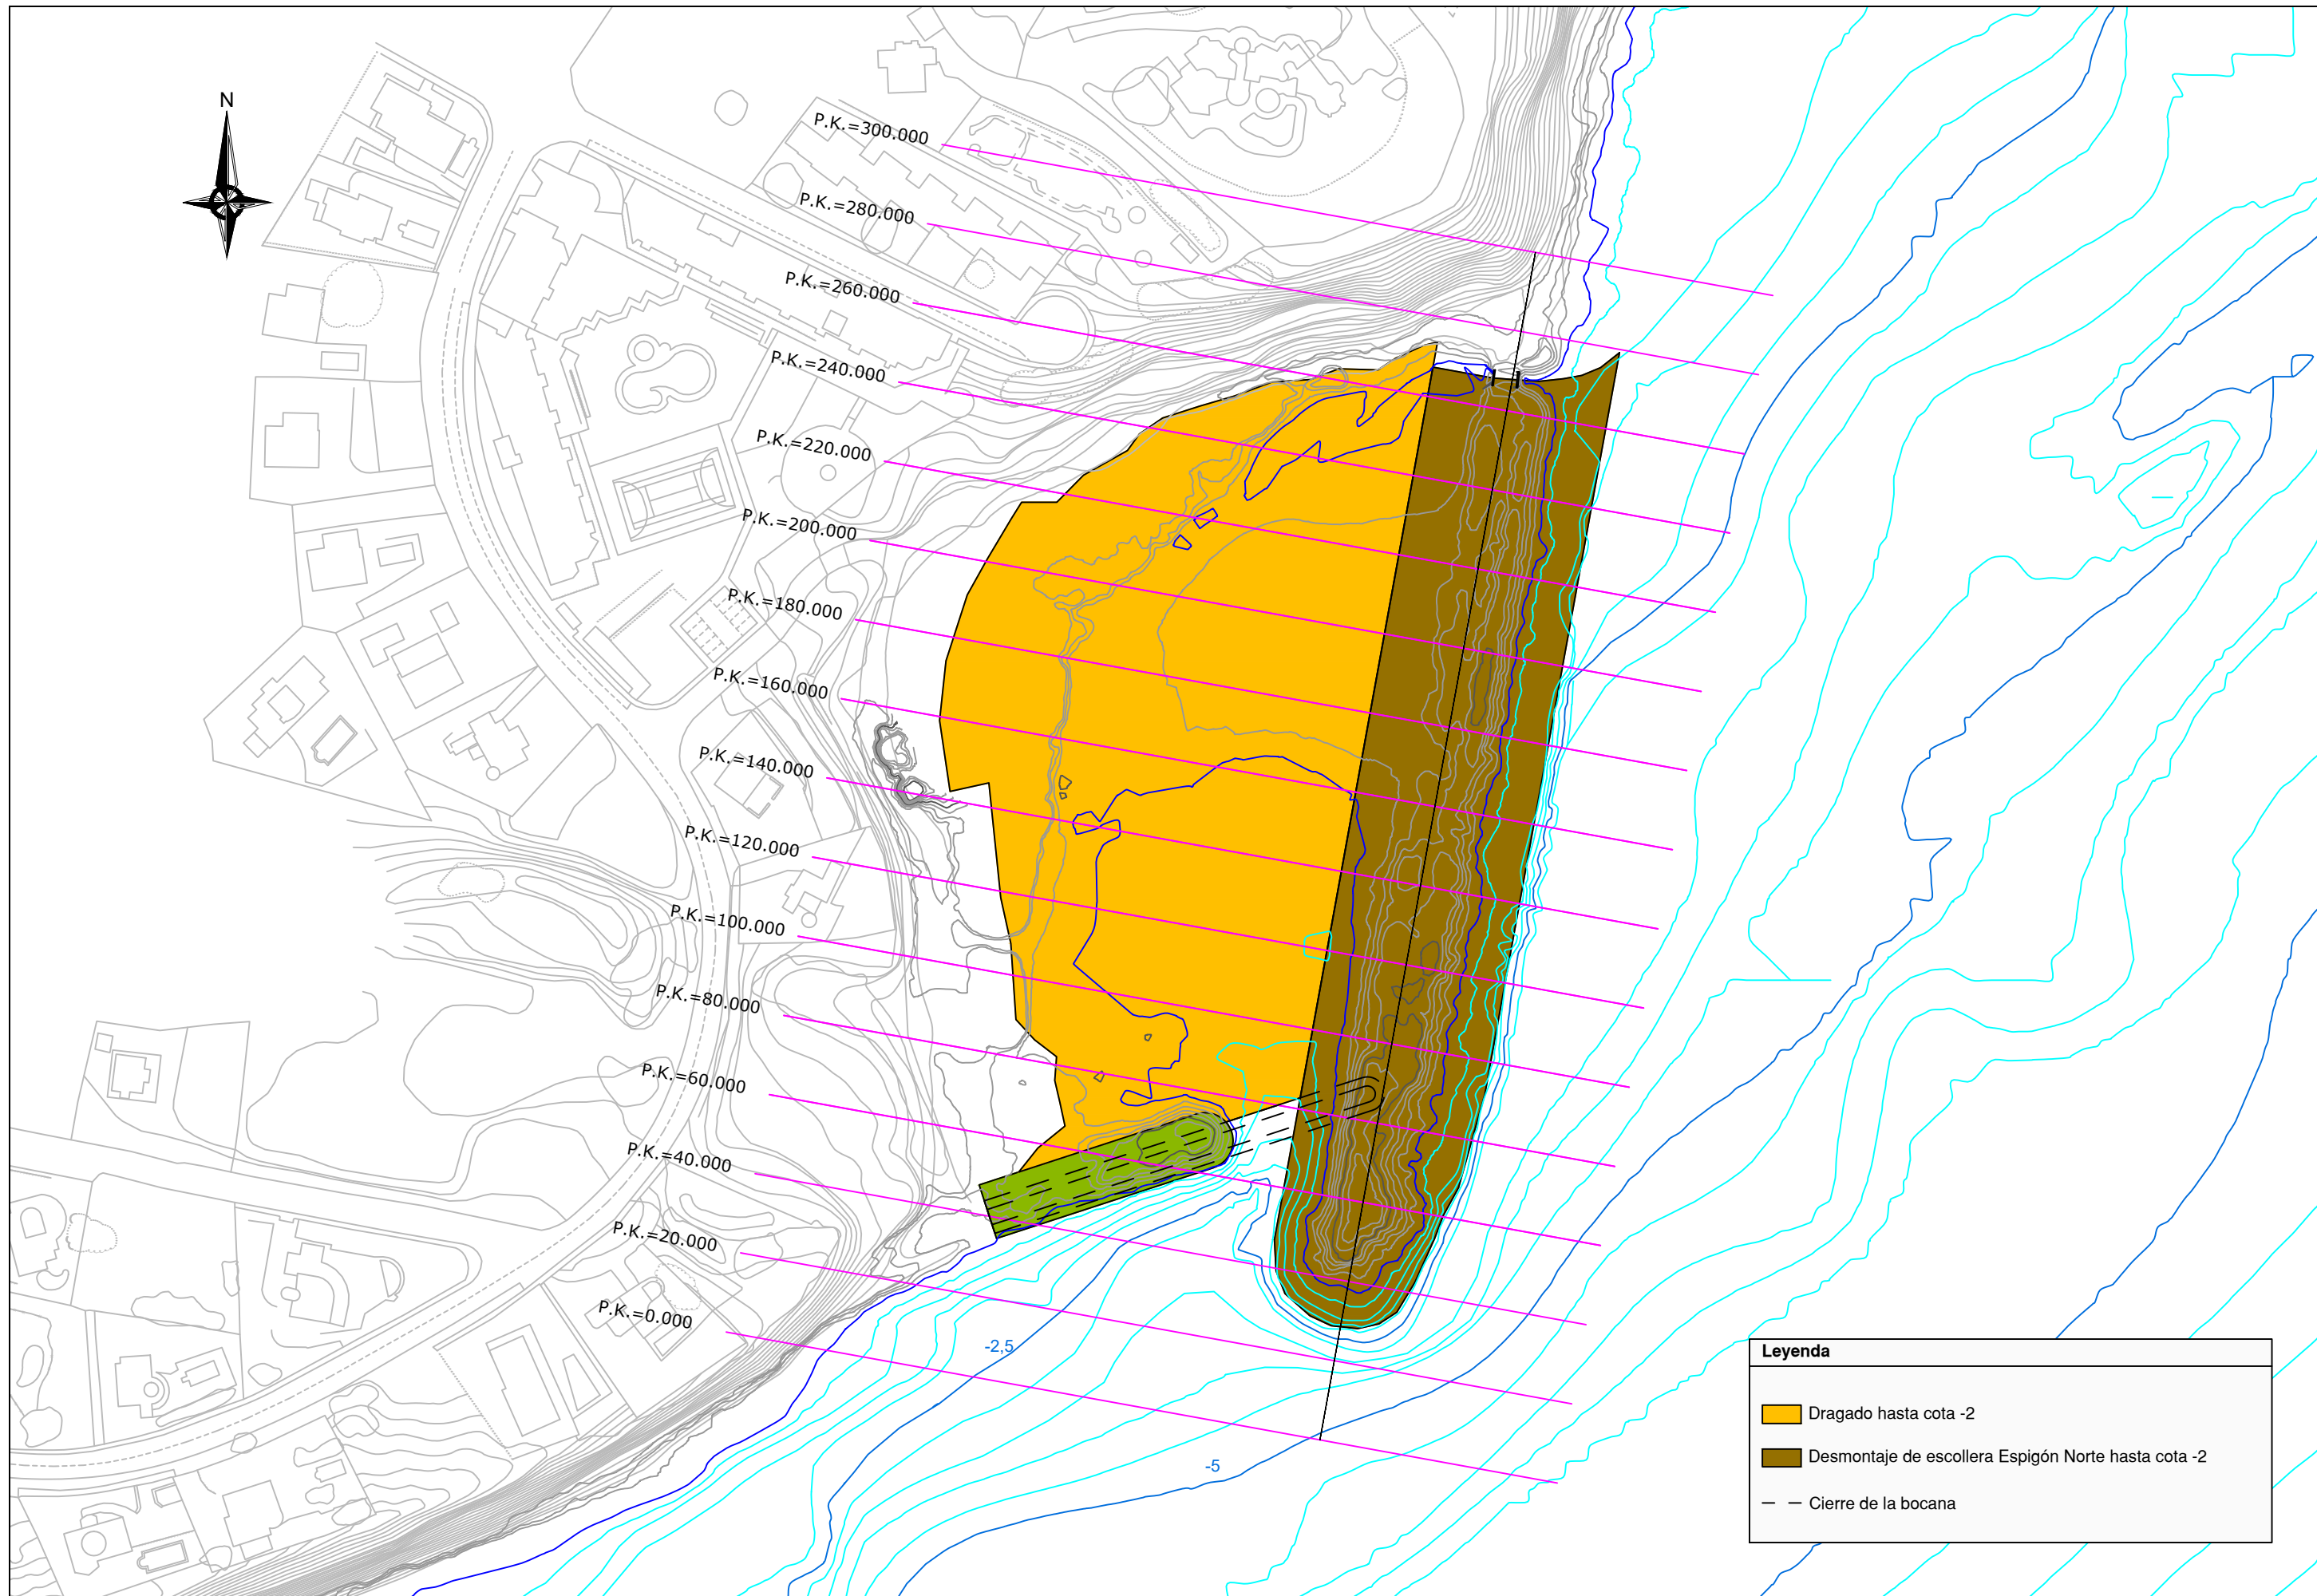 N
P.K.=300.000
P.K.=280.000
P.K.=260.000
P.K.=240.000
P.K.=220.000
P.K.=200.000
P.K.=180.000
P.K.=160.000
P.K.=140.000
P.K.=120.000
P.K.=100.000
P.K.=80.000
P.K.=60.000
P.K.=40.000
P.K.=20.000
P.K.=0.000
-2,5
-5
Leyenda
Dragado hasta cota -2
Desmontaje de escollera Espigón Norte hasta cota -2
Cierre de la bocana